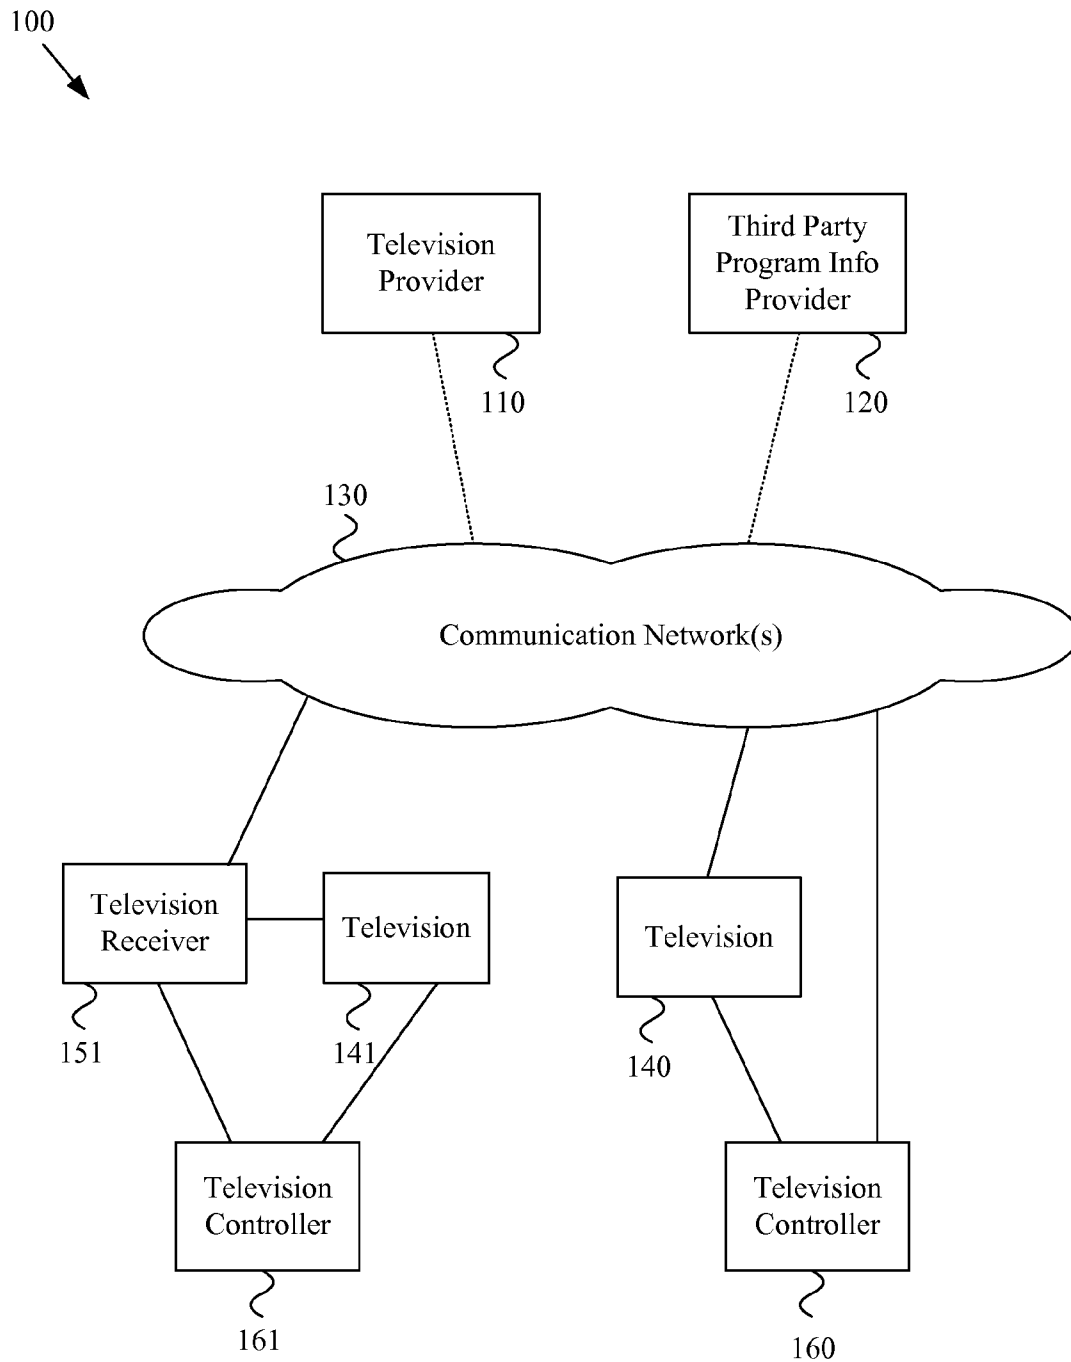 100
Television
Provider
110
Third Party
Program Info
Provider
120
130
Communication Network(s)
Television
Receiver
151
Television
141
Television
140
Television
Controller
161
Television
Controller
160